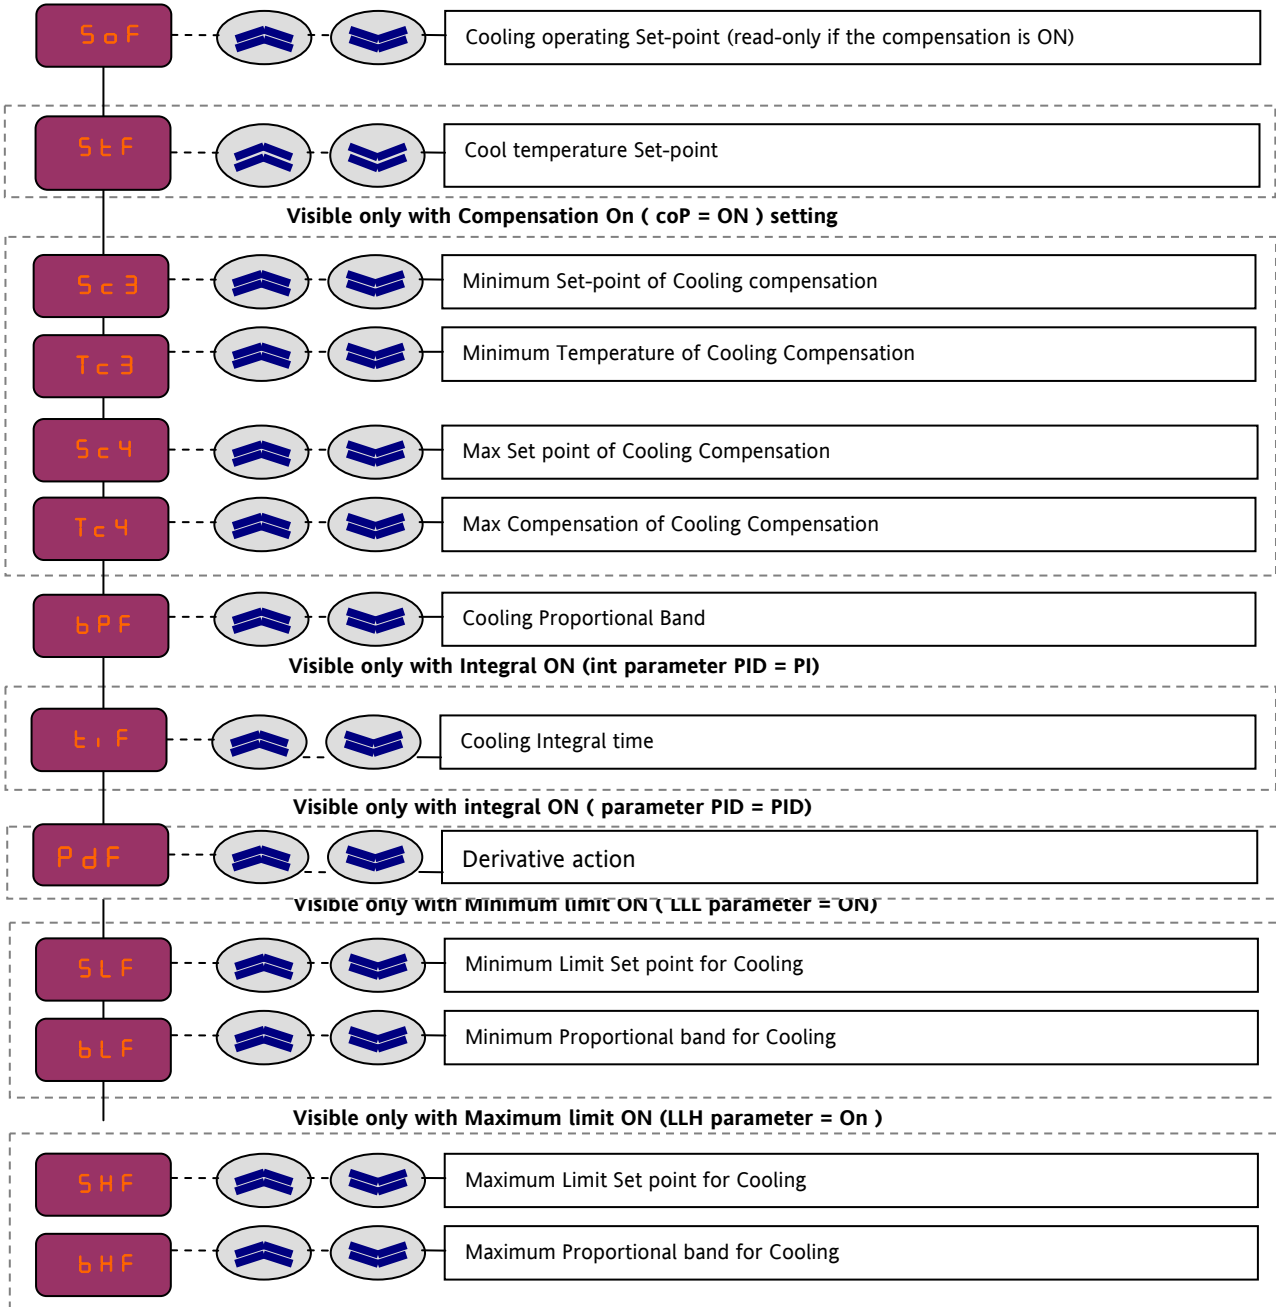 SoF Cooling operating Set-point (read-only if the compensation is ON)
StF Cool temperature Set-point
Visible only with Compensation On ( coP = ON ) setting
Sc3 Minimum Set-point of Cooling compensation
Tc3 Minimum Temperature of Cooling Compensation
Sc4 Max Set point of Cooling Compensation
Tc4 Max Compensation of Cooling Compensation
bPF Cooling Proportional Band
Visible only with Integral ON (int parameter PID = PI)
tiF Cooling Integral time
Visible only with integral ON ( parameter PID = PID)
PdF Derivative action
Visible only with Minimum limit ON ( LLL parameter = ON)
SLF Minimum Limit Set point for Cooling
bLF Minimum Proportional band for Cooling
Visible only with Maximum limit ON (LLH parameter = On )
SHF Maximum Limit Set point for Cooling
bHF Maximum Proportional band for Cooling